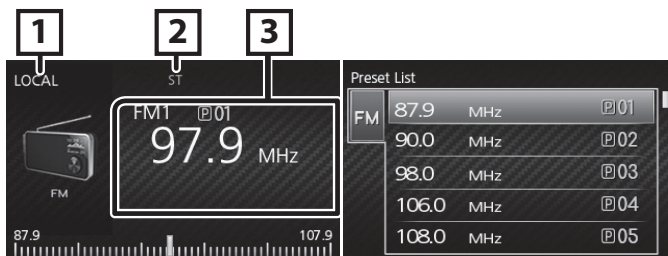 1 2 3
LOCAL ST
FM1 P01
97.9 MHz
FM
87.9 107.9
Preset List
FM
87.9 MHz P01
90.0 MHz P02
98.0 MHz P03
106.0 MHz P04
108.0 MHz P05